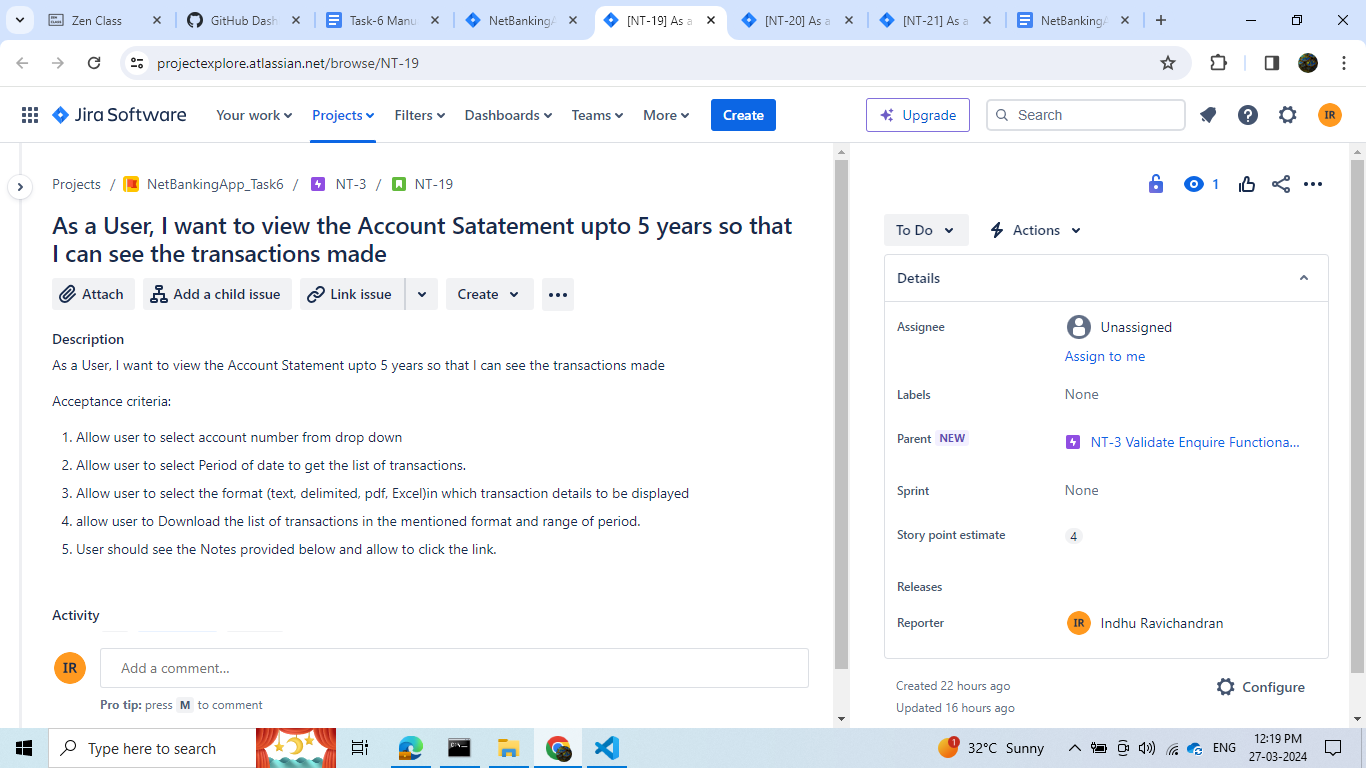 Zen Class
GitHub Dash
Task-6 Manu
NetBankingA
[NT-19] As a
[NT-20] As a
[NT-21] As a
NetBankingA
projectexplore.atlassian.net/browse/NT-19
Jira Software
Your work
Projects
Filters
Dashboards
Teams
More
Create
Upgrade
Search
IR
Projects / NetBankingApp_Task6 / NT-3 / NT-19
1
As a User, I want to view the Account Satatement upto 5 years so that
I can see the transactions made
Attach
Add a child issue
Link issue
Create
Description
As a User, I want to view the Account Statement upto 5 years so that I can see the transactions made
Acceptance criteria:
1. Allow user to select account number from drop down
2. Allow user to select Period of date to get the list of transactions.
3. Allow user to select the format (text, delimited, pdf, Excel)in which transaction details to be displayed
4. allow user to Download the list of transactions in the mentioned format and range of period.
5. User should see the Notes provided below and allow to click the link.
Activity
IR
Add a comment...
Pro tip: press M to comment
To Do
Actions
Details
Assignee
Unassigned
Assign to me
Labels
None
Parent NEW
NT-3 Validate Enquire Functiona...
Sprint
None
Story point estimate
4
Releases
Reporter
IR Indhu Ravichandran
Created 22 hours ago
Updated 16 hours ago
Configure
Type here to search
1
32°C Sunny
ENG
12:19 PM
27-03-2024